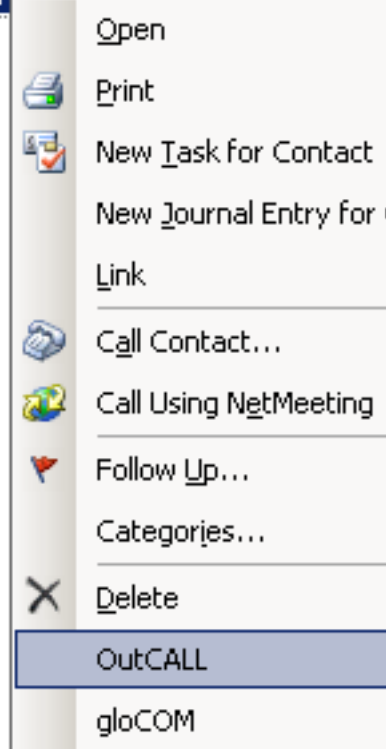 Open
Print
New Task for Contact
New Journal Entry for
Link
Call Contact...
Call Using NetMeeting
Follow Up...
Categories...
Delete
OutCALL
gloCOM